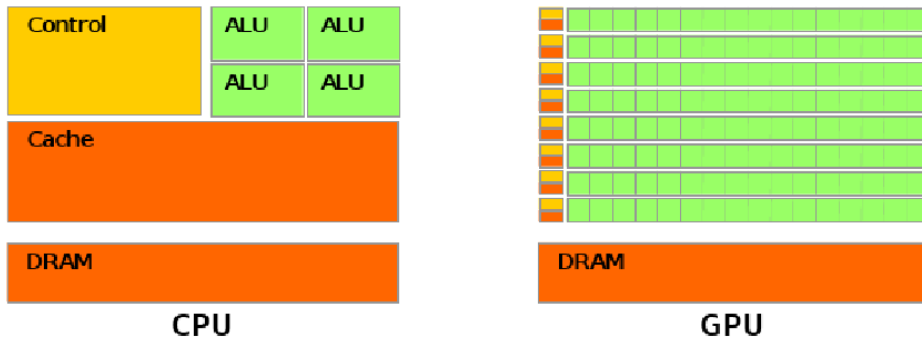 Control
ALU ALU
ALU ALU
Cache
DRAM
CPU
DRAM
GPU